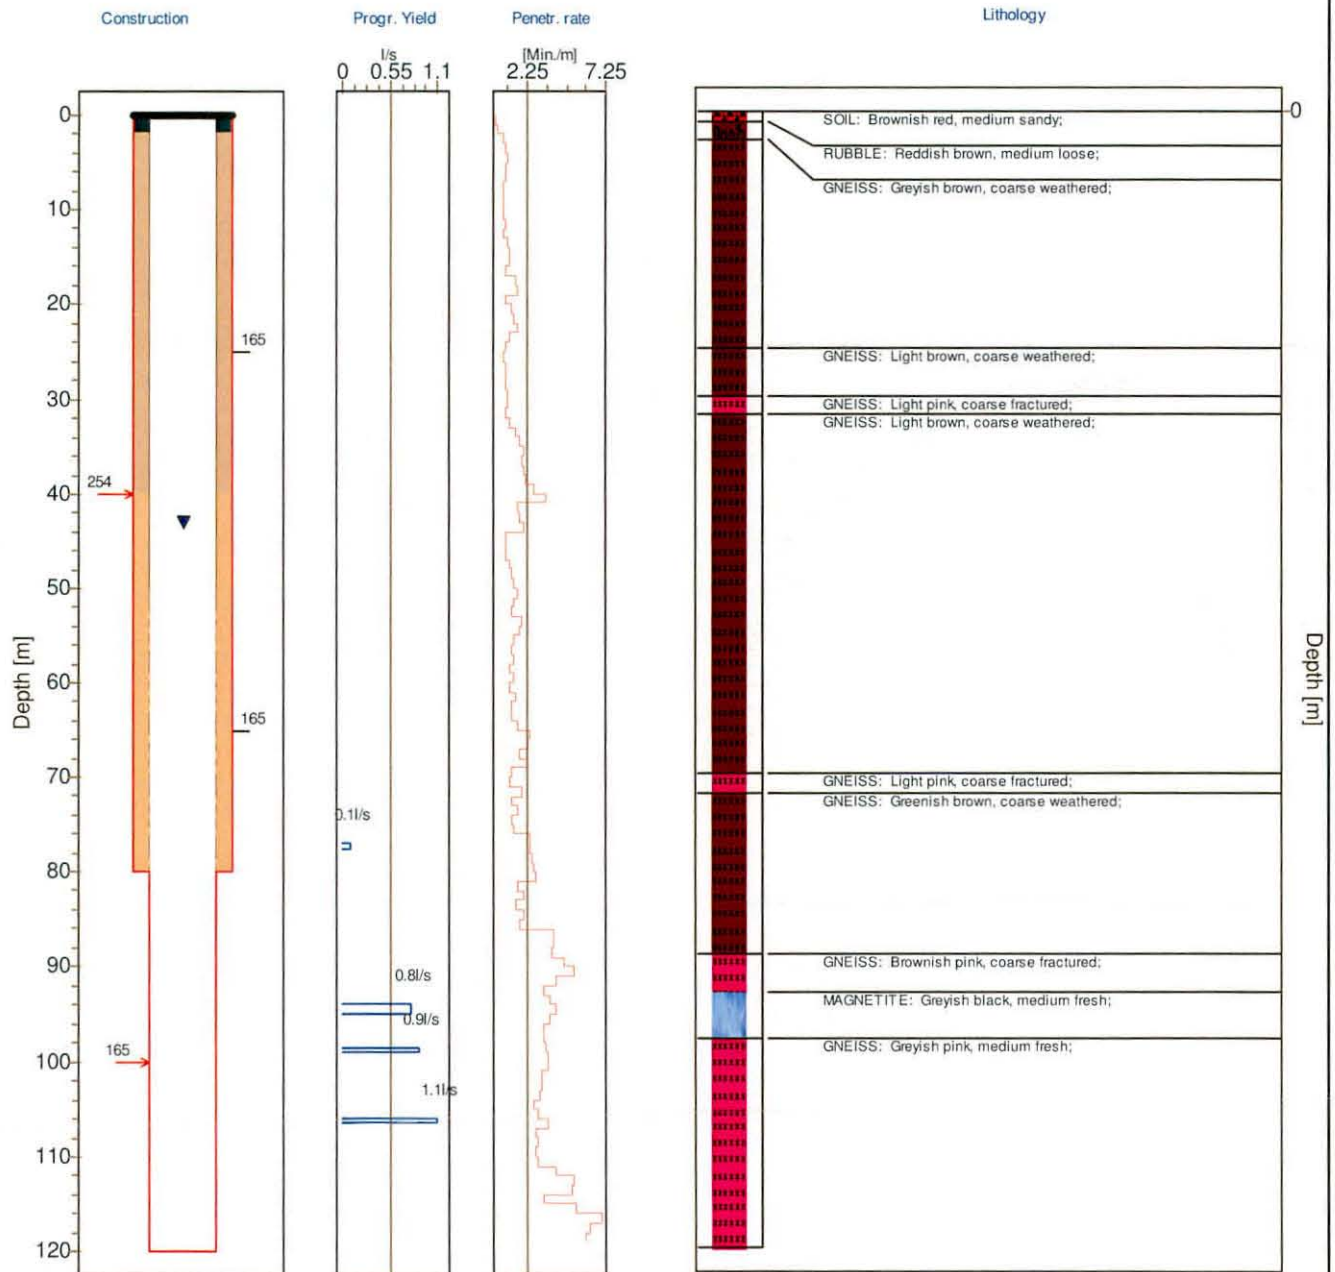 Construction
Progr. Yield
Penetr. rate
Lithology
l/s
[Min./m]
0 0.55 1.1
2.25 7.25
0
0
SOIL: Brownish red, medium sandy;
RUBBLE: Reddish brown, medium loose;
GNEISS: Greyish brown, coarse weathered;
10
20
165
GNEISS: Light brown, coarse weathered;
30
GNEISS: Light pink, coarse fractured;
GNEISS: Light brown, coarse weathered;
254
40
50
Depth [m]
Depth [m]
60
165
70
GNEISS: Light pink, coarse fractured;
GNEISS: Greenish brown, coarse weathered;
0.1l/s
80
90
GNEISS: Brownish pink, coarse fractured;
0.8l/s
MAGNETITE: Greyish black, medium fresh;
0.9l/s
GNEISS: Greyish pink, medium fresh;
165
100
1.1l/s
110
120